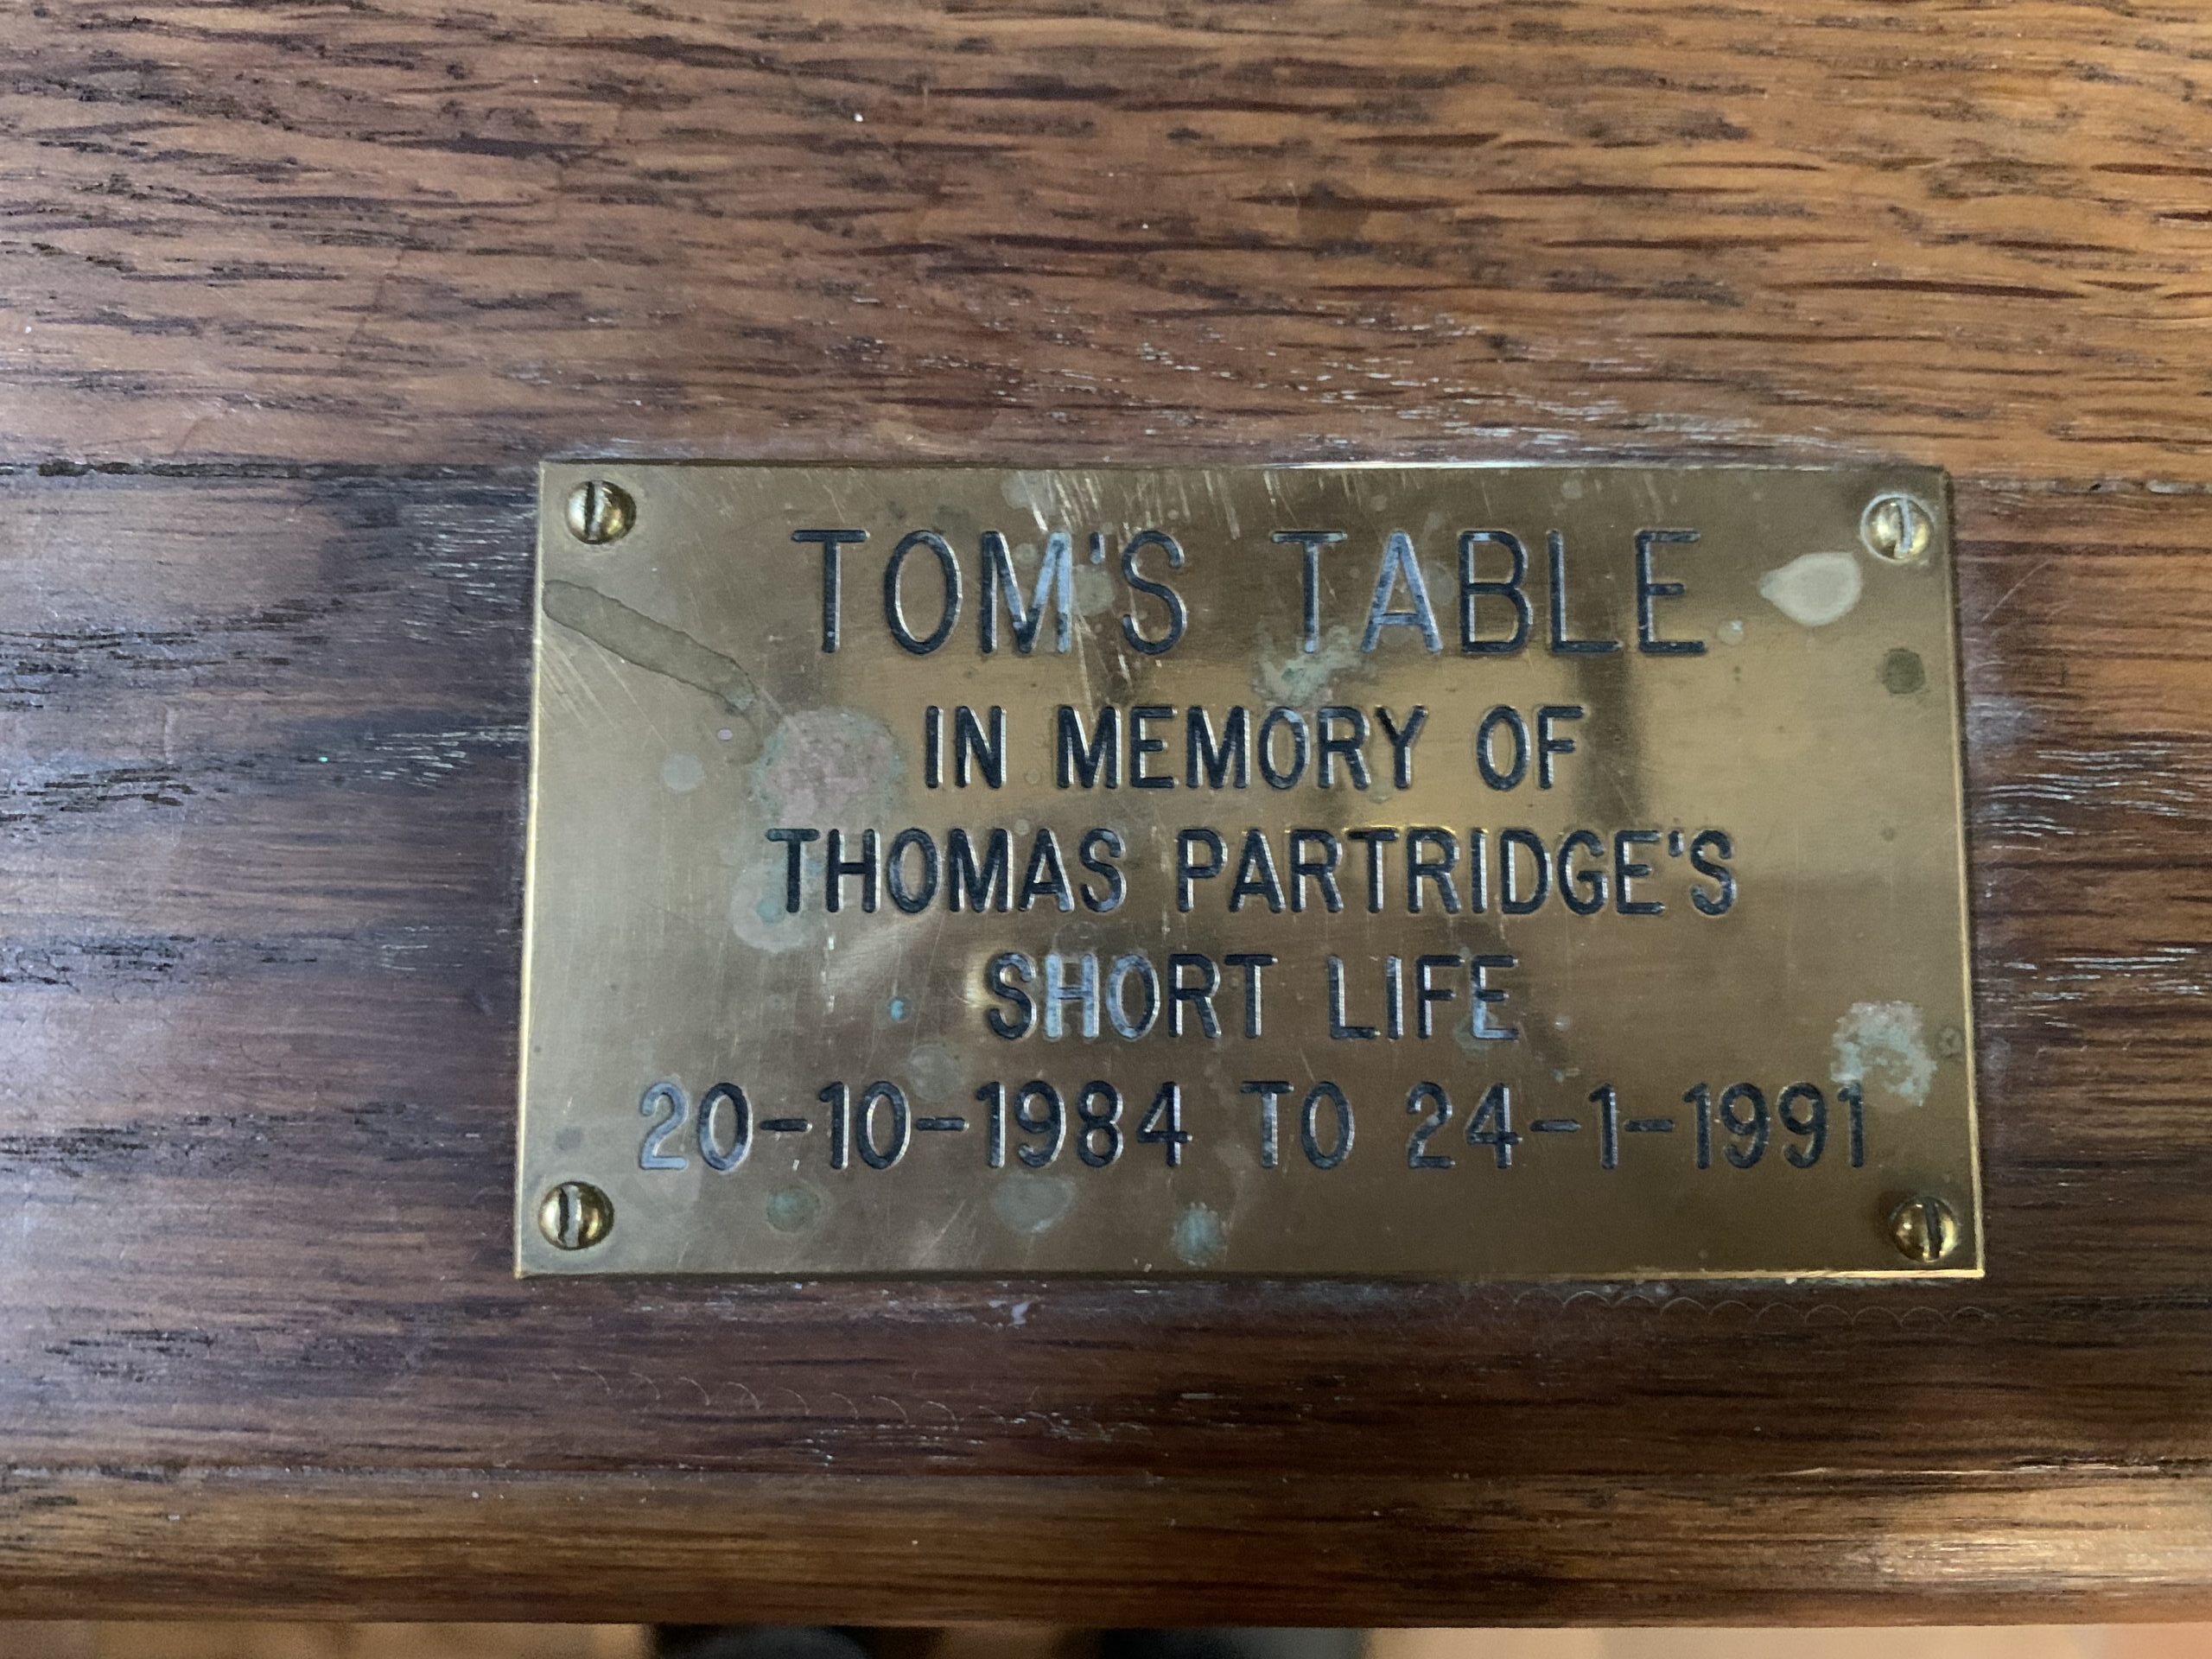 TOM'S TABLE
IN MEMORY OF
THOMAS PARTRIDGE'S
SHORT LIFE
20-10-1984 TO 24-1-1991